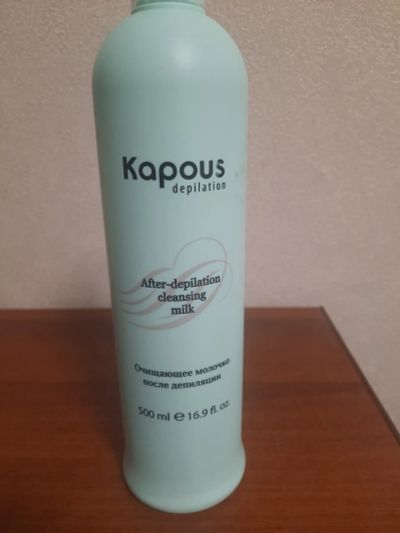 Kapous
depilation
After-depilation
cleansing
milk
Очищающее молочко
после депиляции
500 ml ℮ 16.9 fl. oz.